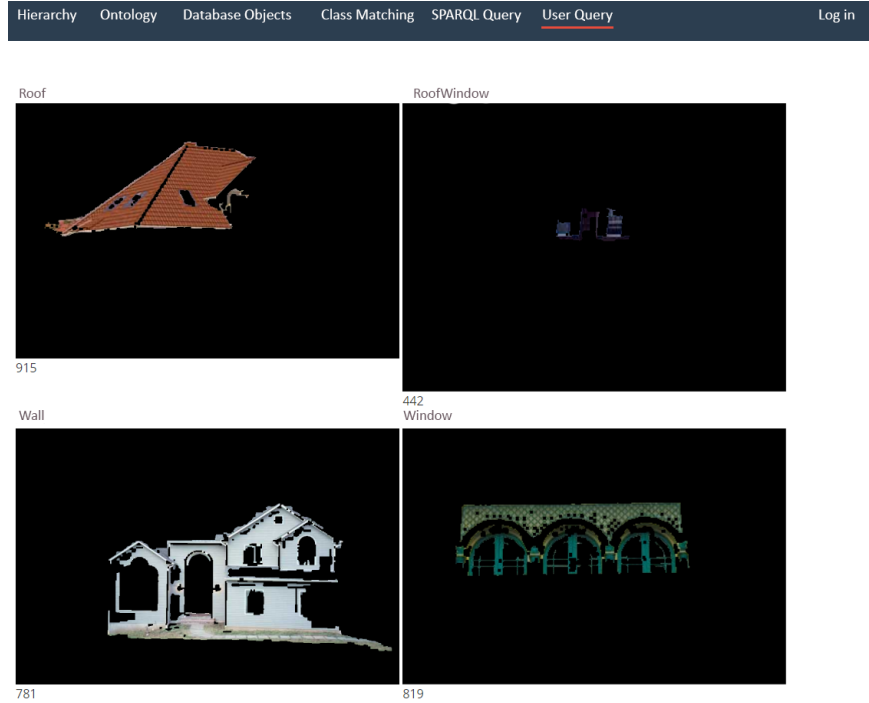 Hierarchy Ontology Database Objects Class Matching SPARQL Query User Query Log in
Roof RoofWindow
915
442
Wall Window
781 819